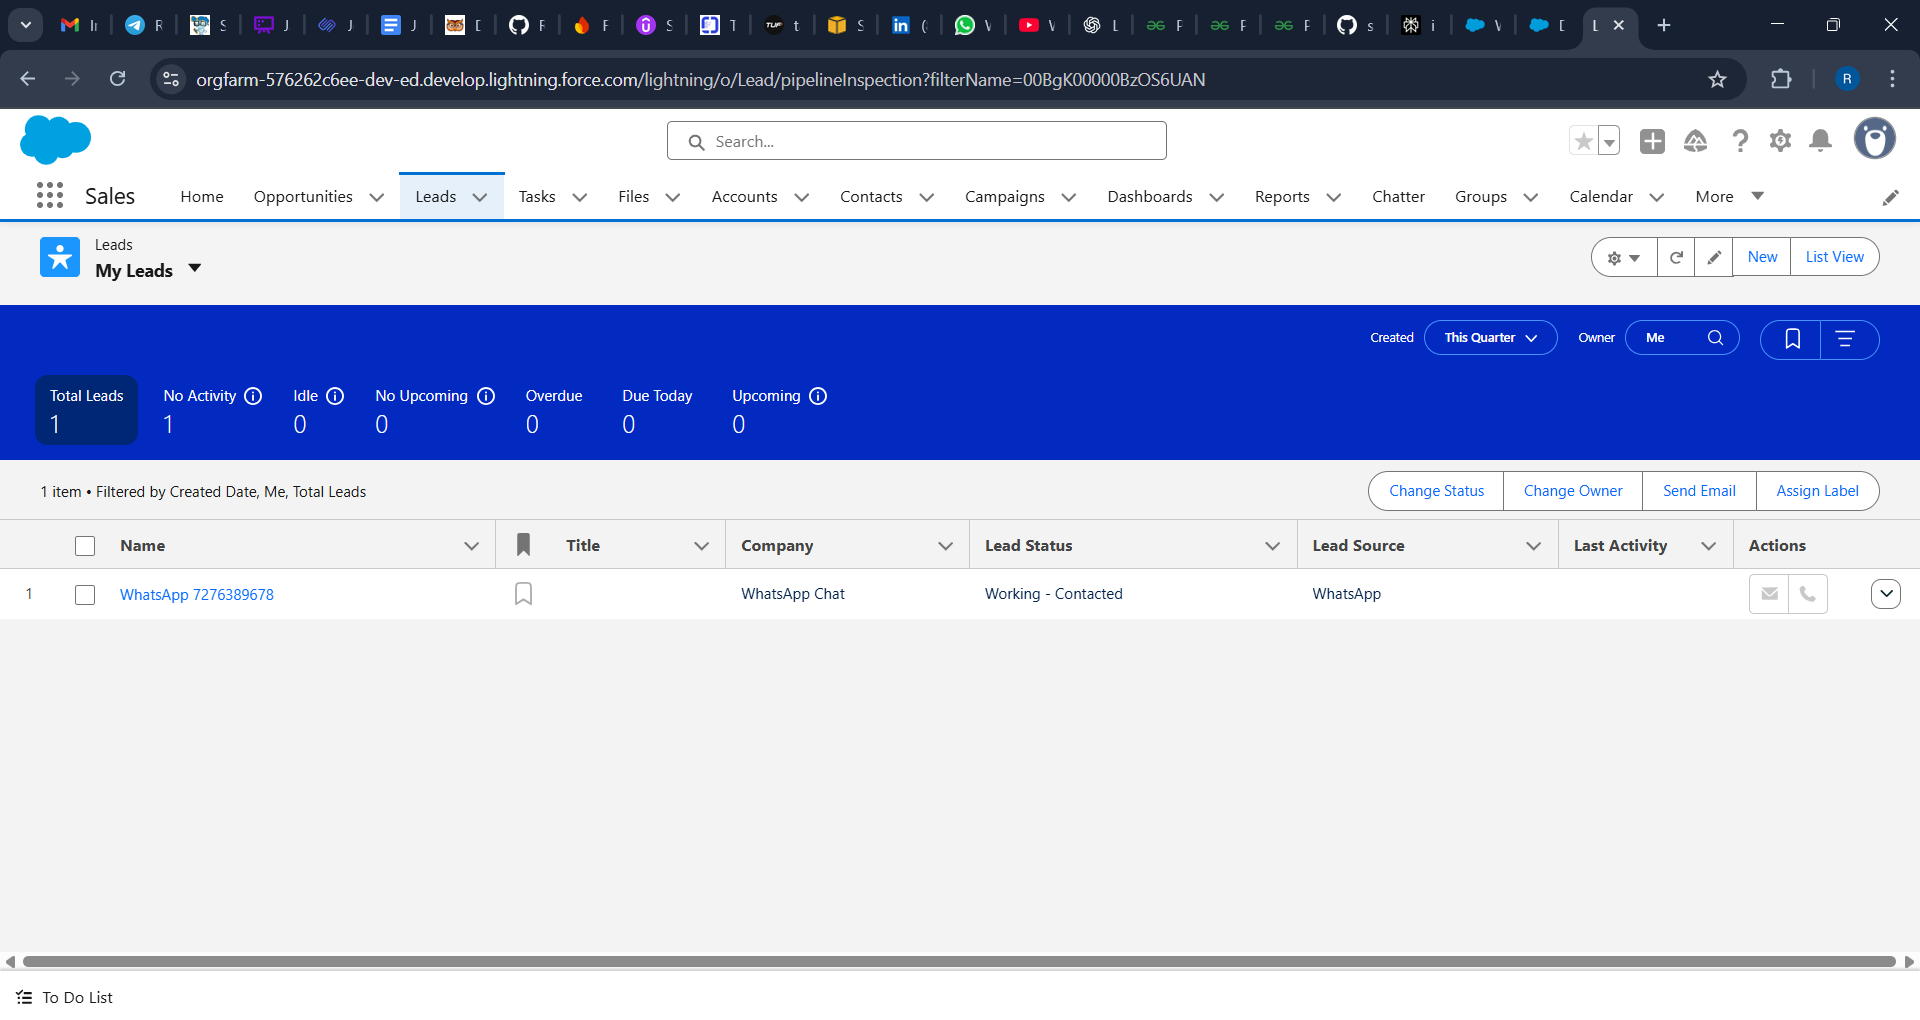 In
R
S
J
J
J
D
R
F
S
T
t
S
(
W
V
L
F
F
F
s
i
V
D
L
orgfarm-576262c6ee-dev-ed.develop.lightning.force.com/lightning/o/Lead/pipelineInspection?filterName=00BgK00000BzOS6UAN
R
Search...
Sales Home Opportunities Leads Tasks Files Accounts Contacts Campaigns Dashboards Reports Chatter Groups Calendar More
Leads
My Leads
New List View
Created This Quarter Owner Me
Total Leads No Activity Idle No Upcoming Overdue Due Today Upcoming
1 1 0 0 0 0 0
1 item • Filtered by Created Date, Me, Total Leads
Change Status Change Owner Send Email Assign Label
Name Title Company Lead Status Lead Source Last Activity Actions
1 WhatsApp 7276389678 WhatsApp Chat Working - Contacted WhatsApp
To Do List